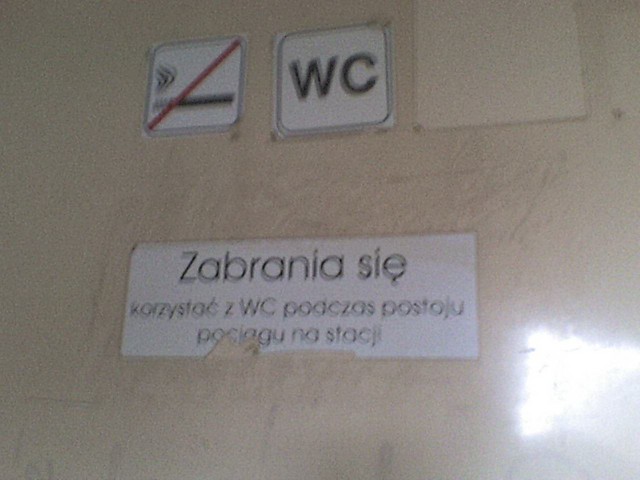 WC
Zabrania się
korzystać z WC podczas postoju
pociągu na stacji